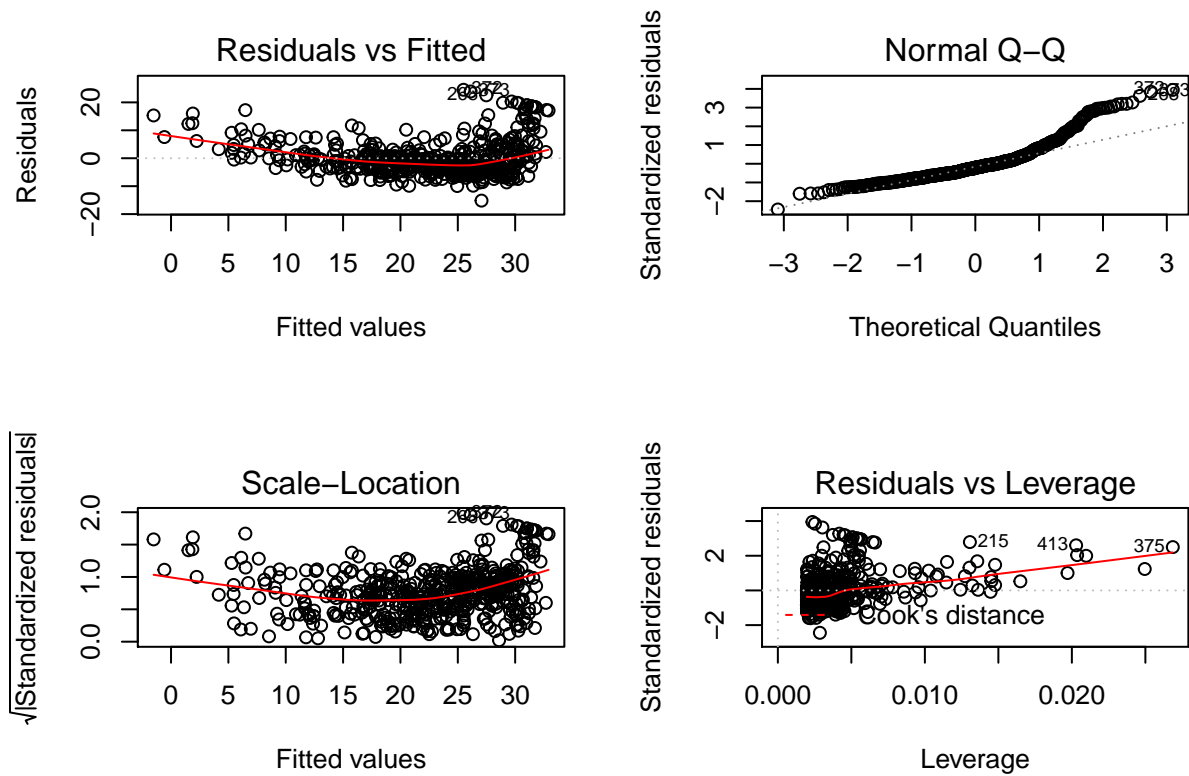 Residuals vs Fitted
Residuals
20
0
−20
372
373
0 5 10 15 20 25 30
Fitted values
Normal Q−Q
Standardized residuals
3
1
−2
372
−3 −2 −1 0 1 2 3
Theoretical Quantiles
Scale−Location
√|Standardized residuals|
2.0
1.0
0.0
0 5 10 15 20 25 30
Fitted values
Residuals vs Leverage
Standardized residuals
2
−2
215
413
375
Cook's distance
0.000 0.010 0.020
Leverage